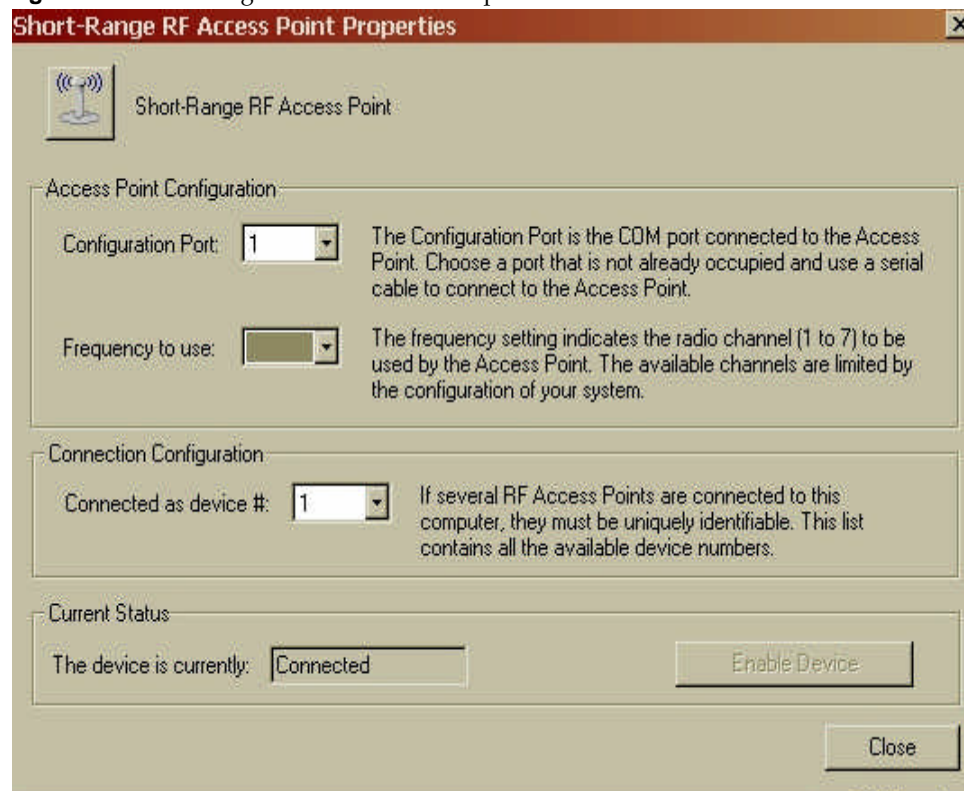 Short-Range RF Access Point Properties
Short-Range RF Access Point
Access Point Configuration
Configuration Port: 1
The Configuration Port is the COM port connected to the Access
Point. Choose a port that is not already occupied and use a serial
cable to connect to the Access Point.
Frequency to use:
The frequency setting indicates the radio channel (1 to 7) to be
used by the Access Point. The available channels are limited by
the configuration of your system.
Connection Configuration
Connected as device #: 1
If several RF Access Points are connected to this
computer, they must be uniquely identifiable. This list
contains all the available device numbers.
Current Status
The device is currently: Connected
Enable Device
Close